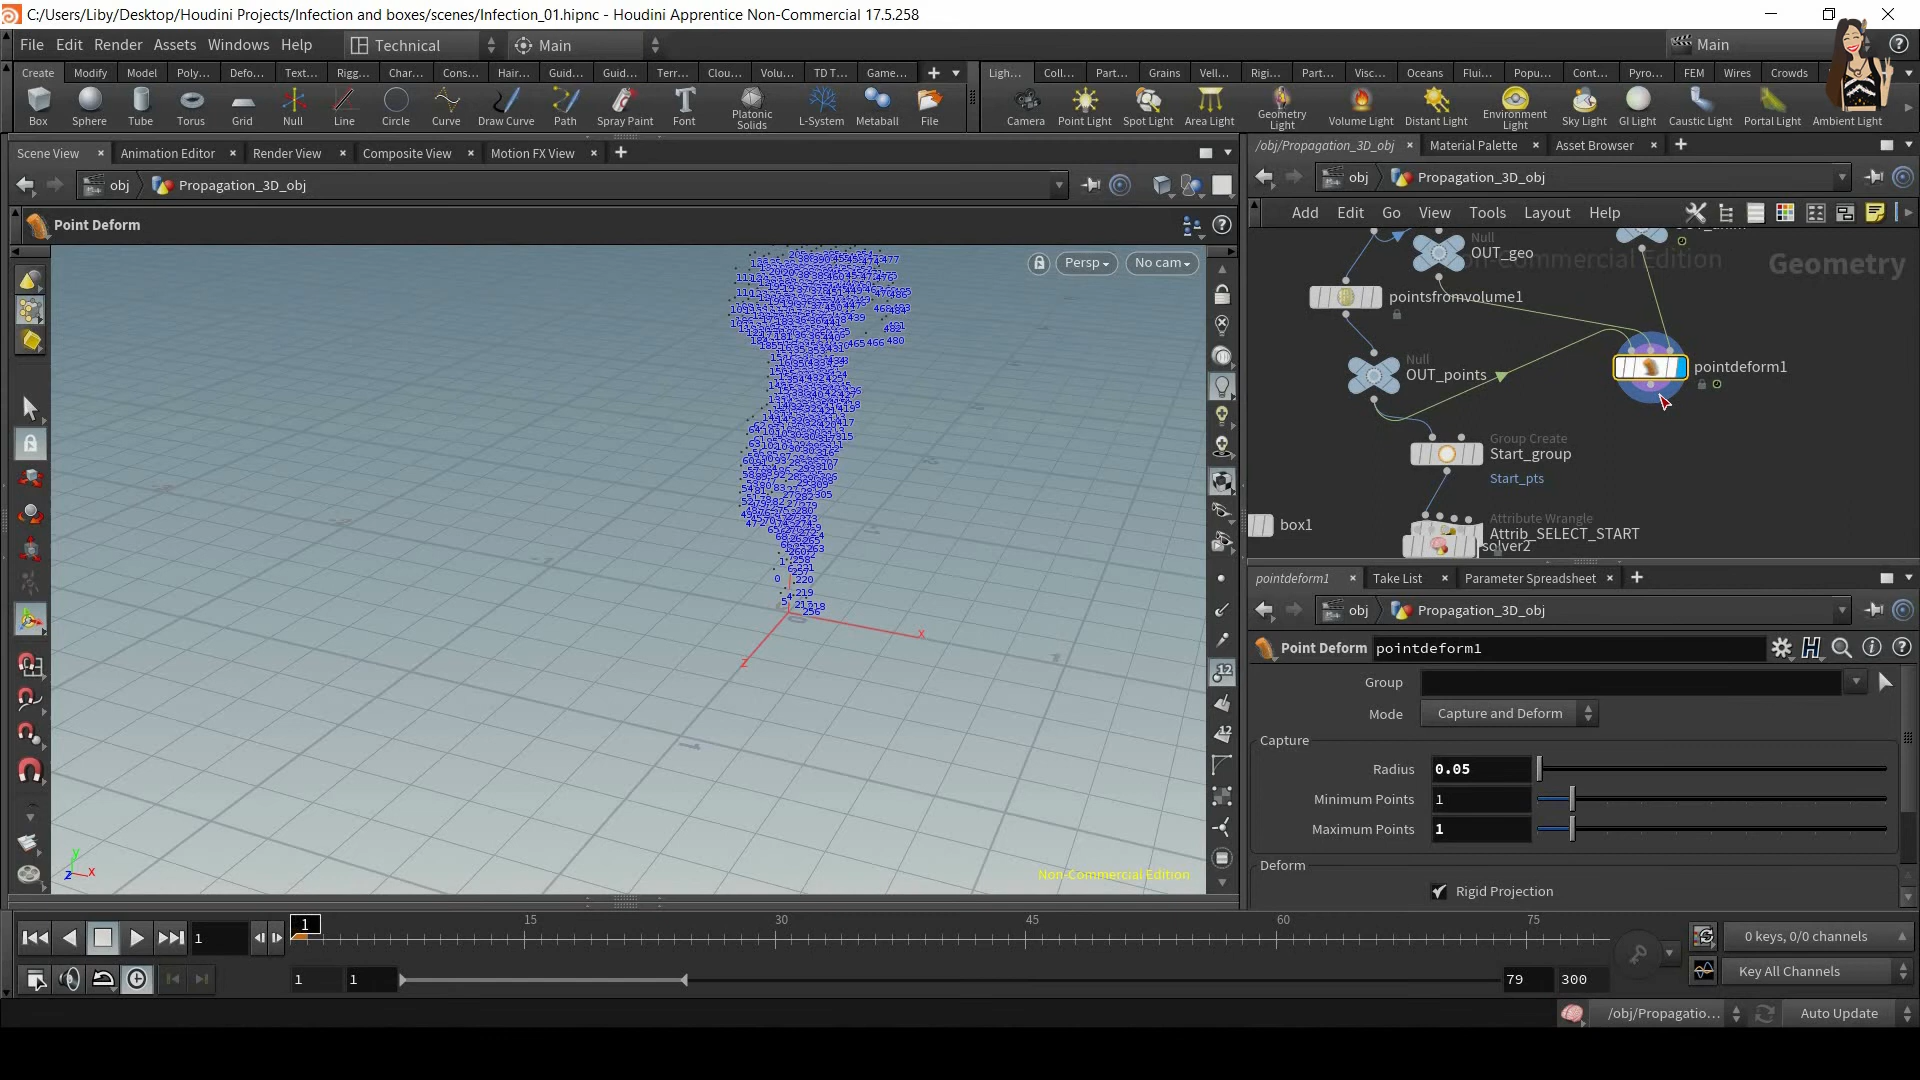 C:/Users/Liby/Desktop/Houdini Projects/Infection and boxes/scenes/Infection_01.hipnc - Houdini Apprentice Non-Commercial 17.5.258
File Edit Render Assets Windows Help Technical Main Main
Create Modify Model Poly... Defo... Text... Rigg... Char... Cons... Hair... Guid... Guid... Terr... Clou... Volu... TD T... Game...
Ligh... Coll... Part... Grains Vell... Rigi... Part... Visc... Oceans Flui... Popu... Cont... Pyro... FEM Wires Crowds
Box Sphere Tube Torus Grid Null Line Circle Curve Draw Curve Path Spray Paint Font Platonic Solids L-System Metaball File
Camera Point Light Spot Light Area Light Geometry Light Volume Light Distant Light Environment Light Sky Light GI Light Caustic Light Portal Light Ambient Light
Scene View Animation Editor Render View Composite View Motion FX View
obj Propagation_3D_obj
Point Deform
Persp No cam
x
z
y
z x
Non-Commercial Edition
/obj/Propagation_3D_obj Material Palette Asset Browser
obj Propagation_3D_obj
Add Edit Go View Tools Layout Help
Null
OUT_geo
Commercial Edition
Geometry
pointsfromvolume1
Null
OUT_points
pointdeform1
Group Create
Start_group
Start_pts
Attribute Wrangle
Attrib_SELECT_START
solver2
box1
pointdeform1 Take List Parameter Spreadsheet
obj Propagation_3D_obj
Point Deform pointdeform1
Group
Mode Capture and Deform
Capture
Radius 0.05
Minimum Points 1
Maximum Points 1
Deform
Rigid Projection
1 1 15 30 45 60 75
0 keys, 0/0 channels
1 1 79 300
Key All Channels
/obj/Propagatio... Auto Update